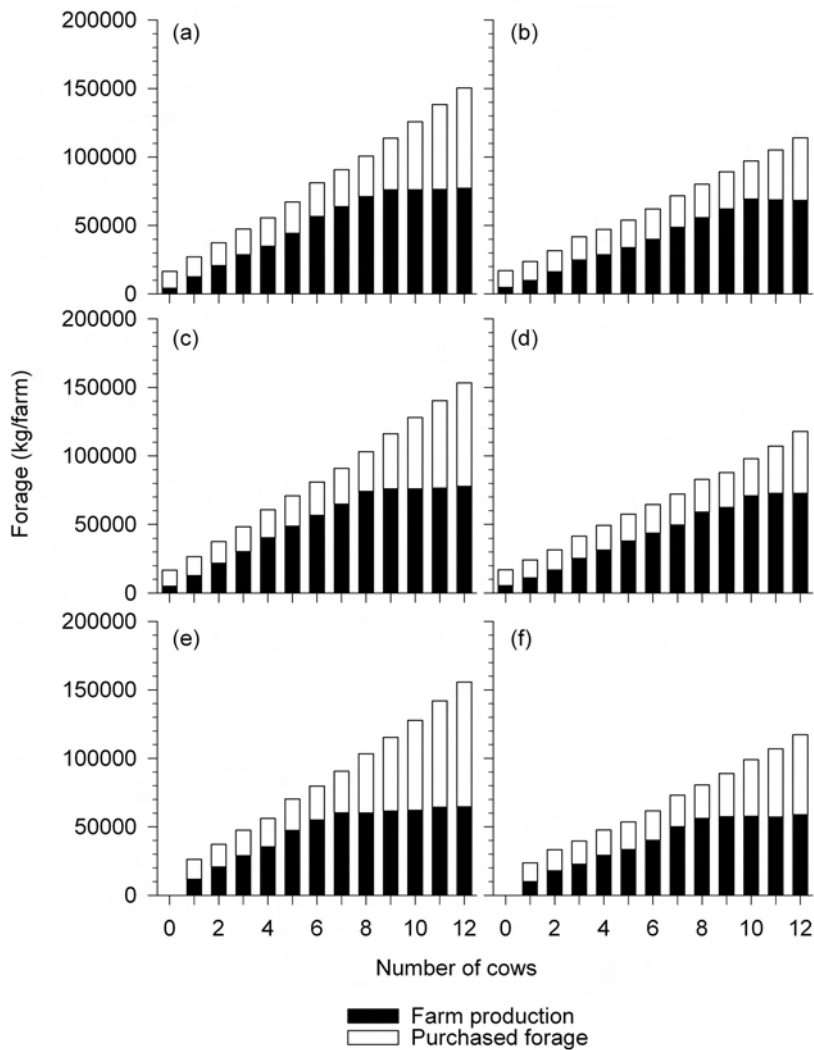 200000
(a)
(b)
150000
100000
50000
0
200000
(c)
(d)
150000
100000
50000
0
200000
(e)
(f)
150000
100000
50000
0
Forage (kg/farm)
0 2 4 6 8 10 12
0 2 4 6 8 10 12
Number of cows
Farm production
Purchased forage